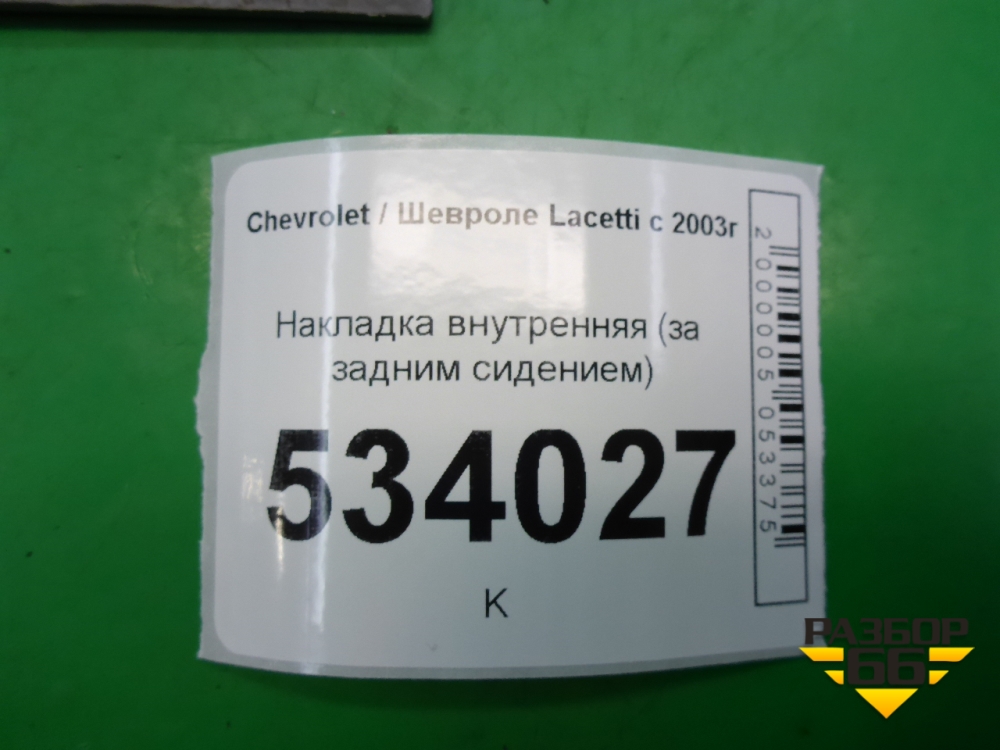 Chevrolet / Шевроле Lacetti с 2003г
Накладка внутренняя (за
задним сидением)
534027
К
2000005053375
РАЗБОР
66